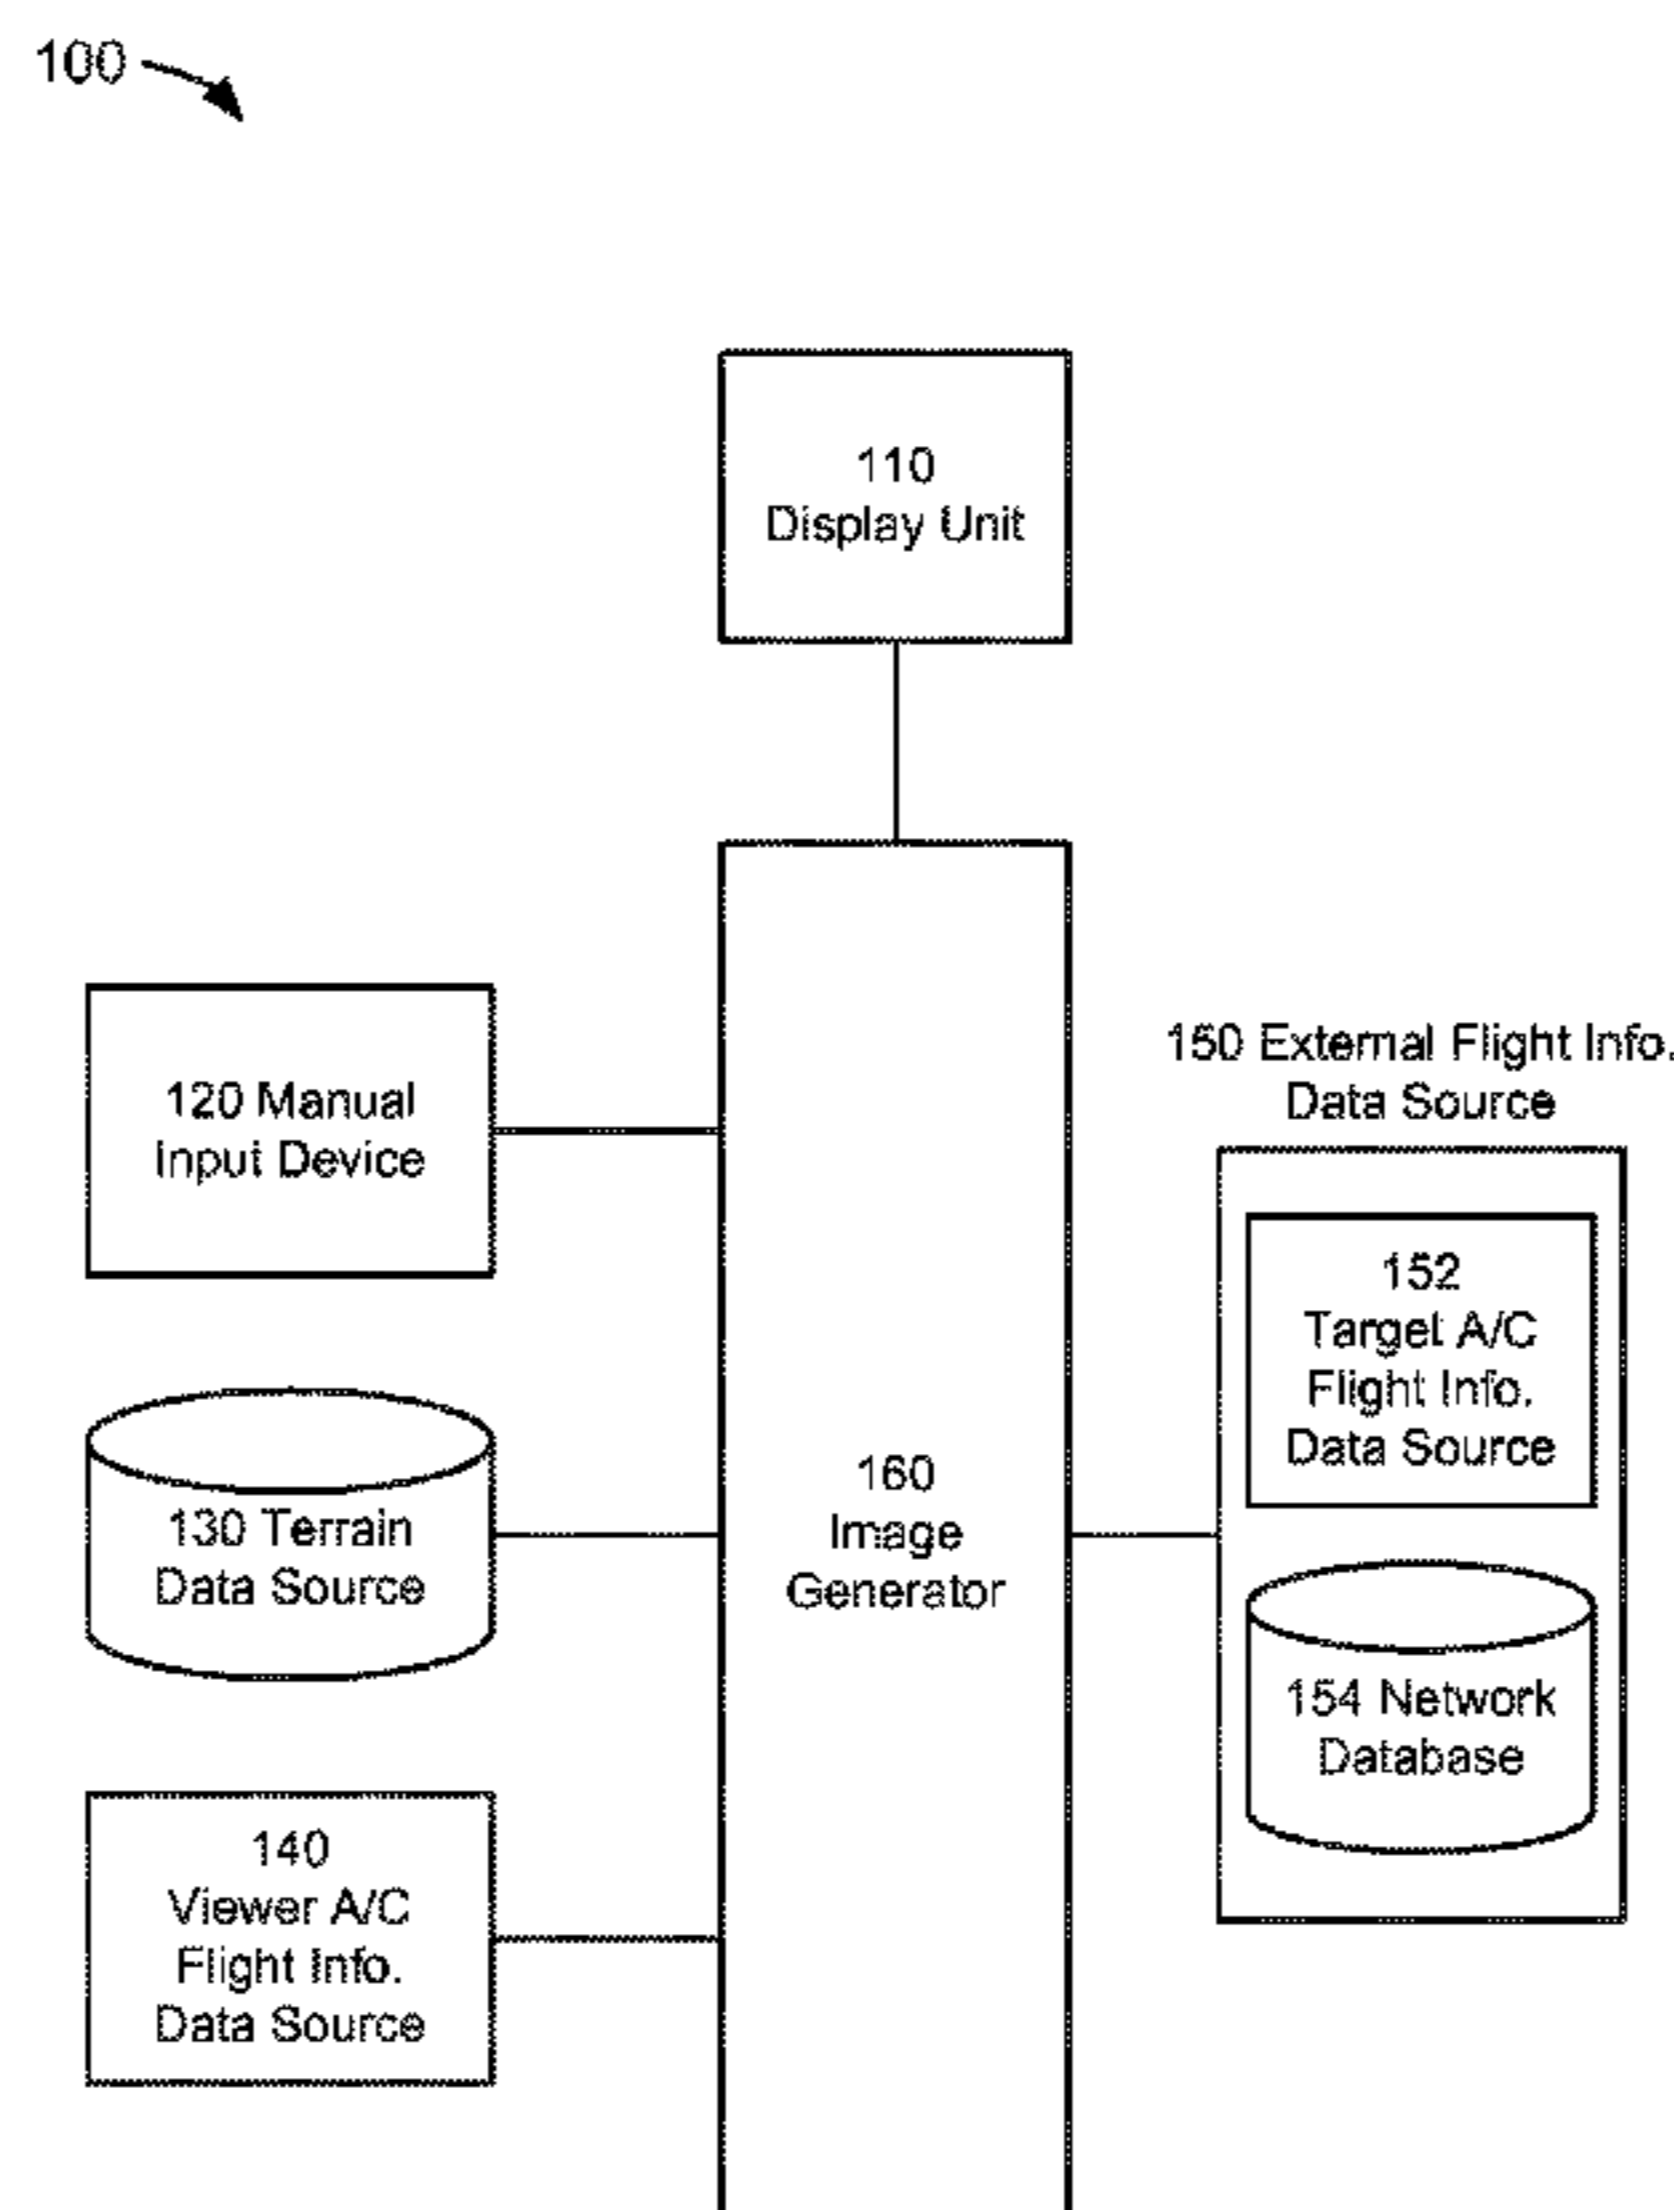 100
110
Display Unit
120 Manual
Input Device
150 External Flight Info.
Data Source
152
Target A/C
Flight Info.
Data Source
130 Terrain
Data Source
160
Image
Generator
154 Network
Database
140
Viewer A/C
Flight Info.
Data Source